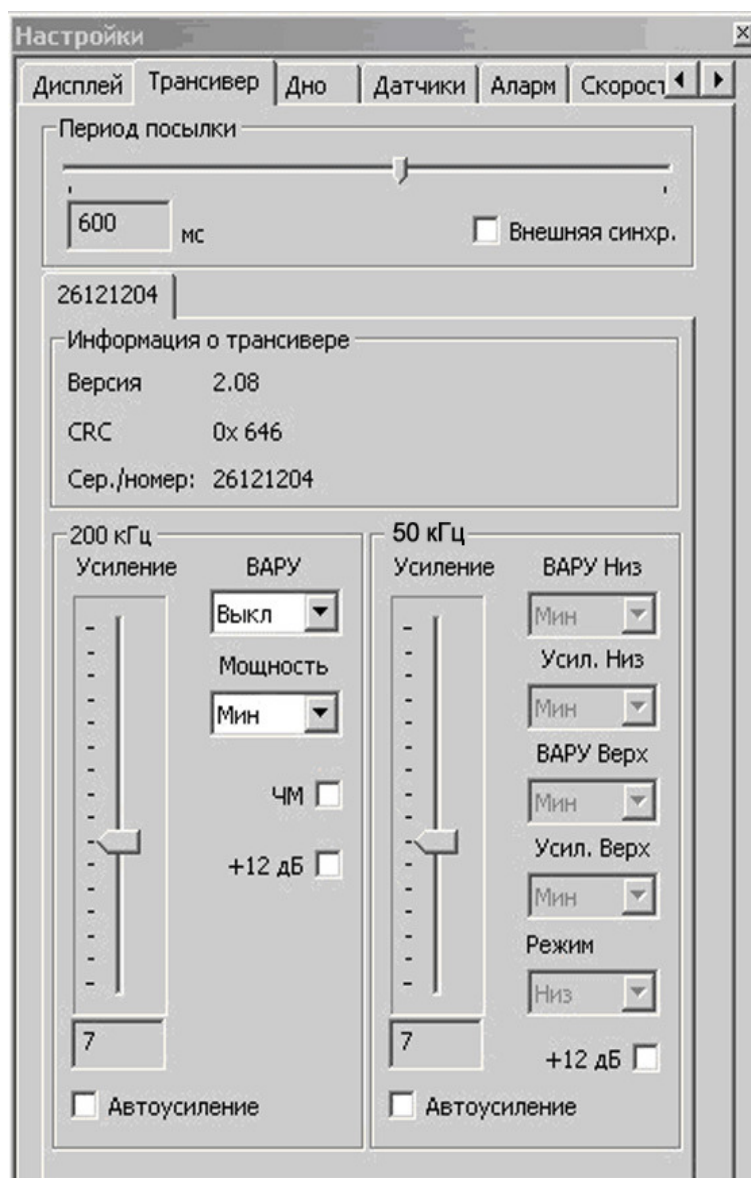 Настройки
Дисплей Трансивер Дно Датчики Аларм Скорост
Период посылки
600 мс Внешняя синхр.
26121204
Информация о трансивере
Версия 2.08
CRC 0x 646
Сер./номер: 26121204
200 кГц
Усиление ВАРУ
Выкл
Мощность
Мин
ЧМ
+12 дБ
7
Автоусиление
50 кГц
Усиление ВАРУ Низ
Мин
Усил. Низ
Мин
ВАРУ Верх
Мин
Усил. Верх
Мин
Режим
Низ
7
+12 дБ
Автоусиление